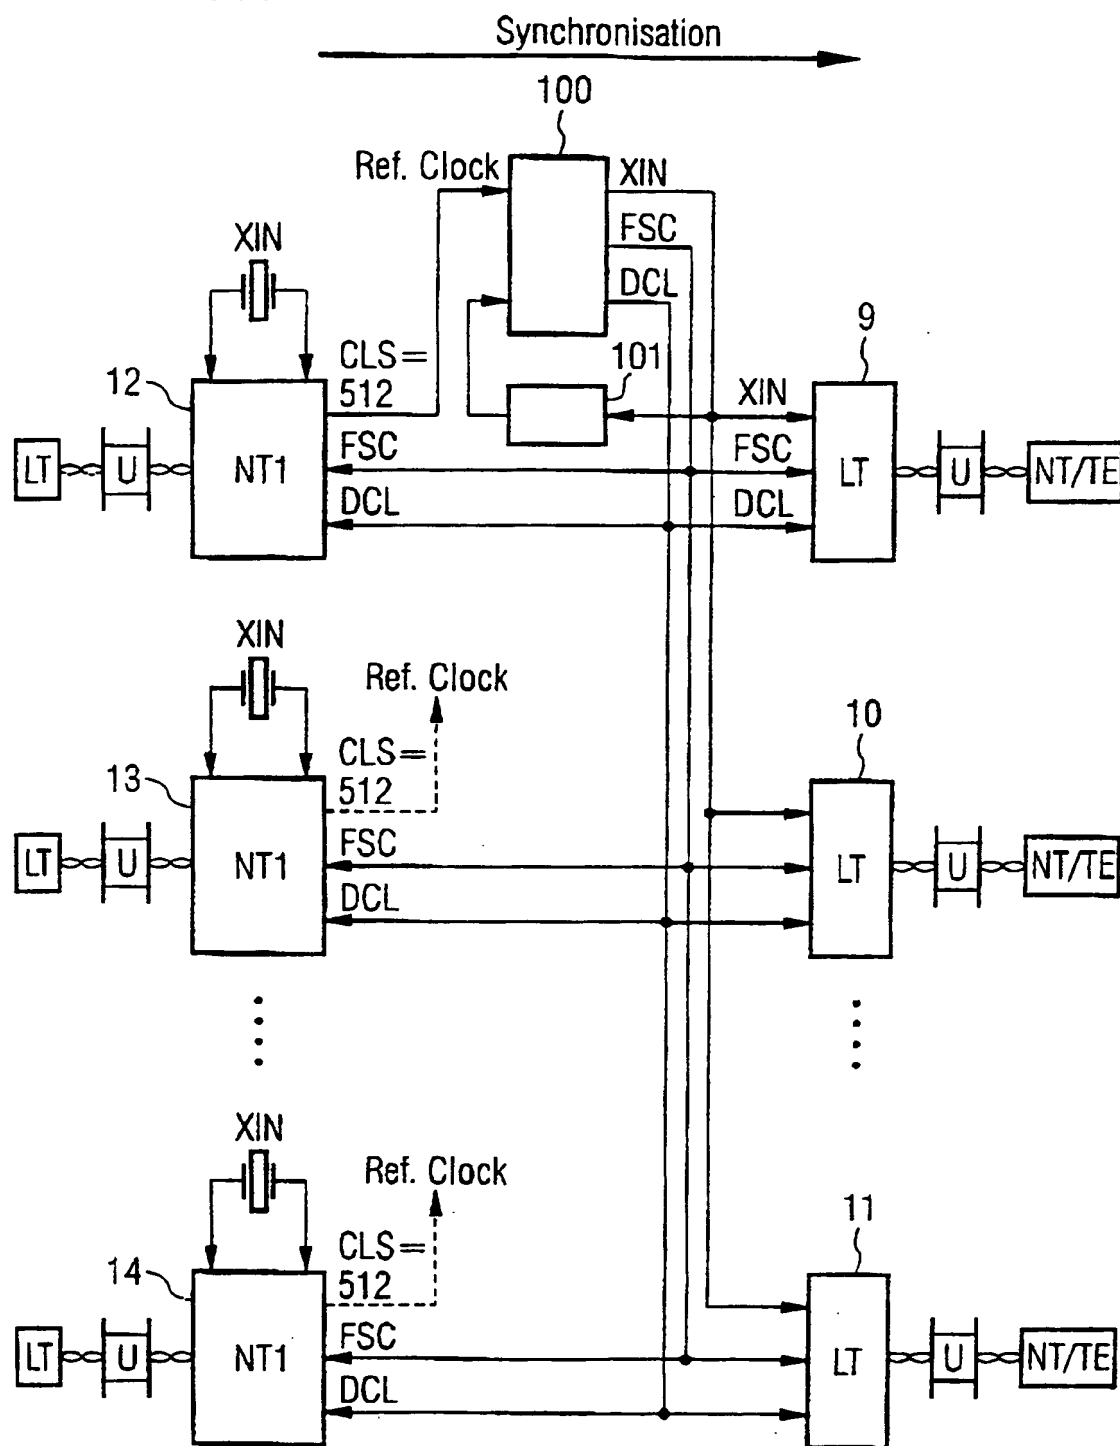 Synchronisation
100
Ref. Clock
XIN
FSC
DCL
XIN
CLS=
512
101
9
12
LT
U
NT1
FSC
DCL
XIN
FSC
DCL
LT
U
NT/TE
XIN
Ref. Clock
CLS=
512
10
13
LT
U
NT1
FSC
DCL
LT
U
NT/TE
XIN
Ref. Clock
CLS=
512
11
14
LT
U
NT1
FSC
DCL
LT
U
NT/TE